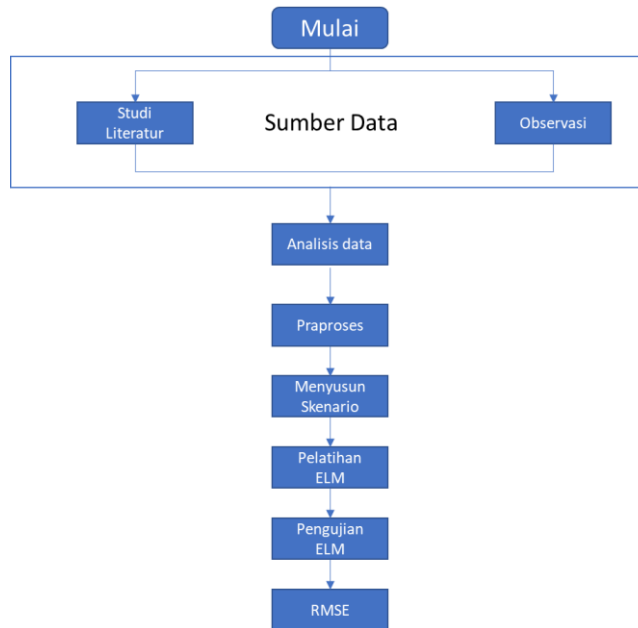 Mulai
Studi
Literatur
Sumber Data
Observasi
Analisis data
Praproses
Menyusun
Skenario
Pelatihan
ELM
Pengujian
ELM
RMSE